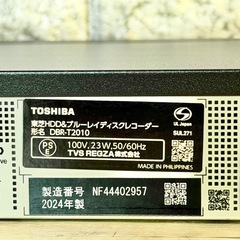 TOSHIBA
東芝HDD&ブルーレイディスクレコーダー
形名 DBR-T2010
PSE
100V, 23W, 50/60Hz
TVS REGZA株式会社
UL Japan
SUL271
MADE IN PHILIPPINES
製造番号 NF44402957
2024年製